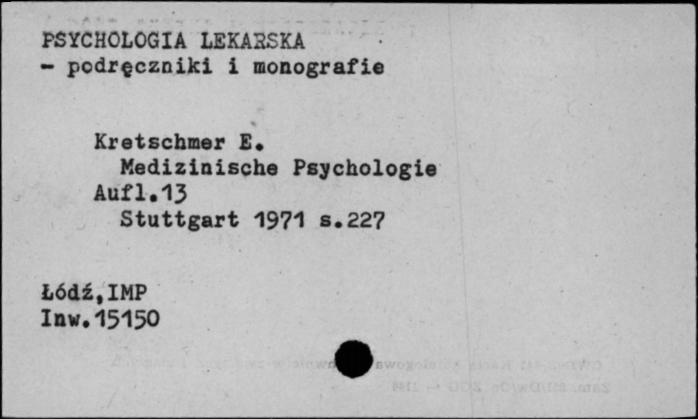 PSYCHOLOGIA LEKARSKA
- podręczniki i monografie
Kretschmer E.
Medizinische Psychologie
Aufl.13
Stuttgart 1971 s.227
Łódź,IMP
Inw.15150